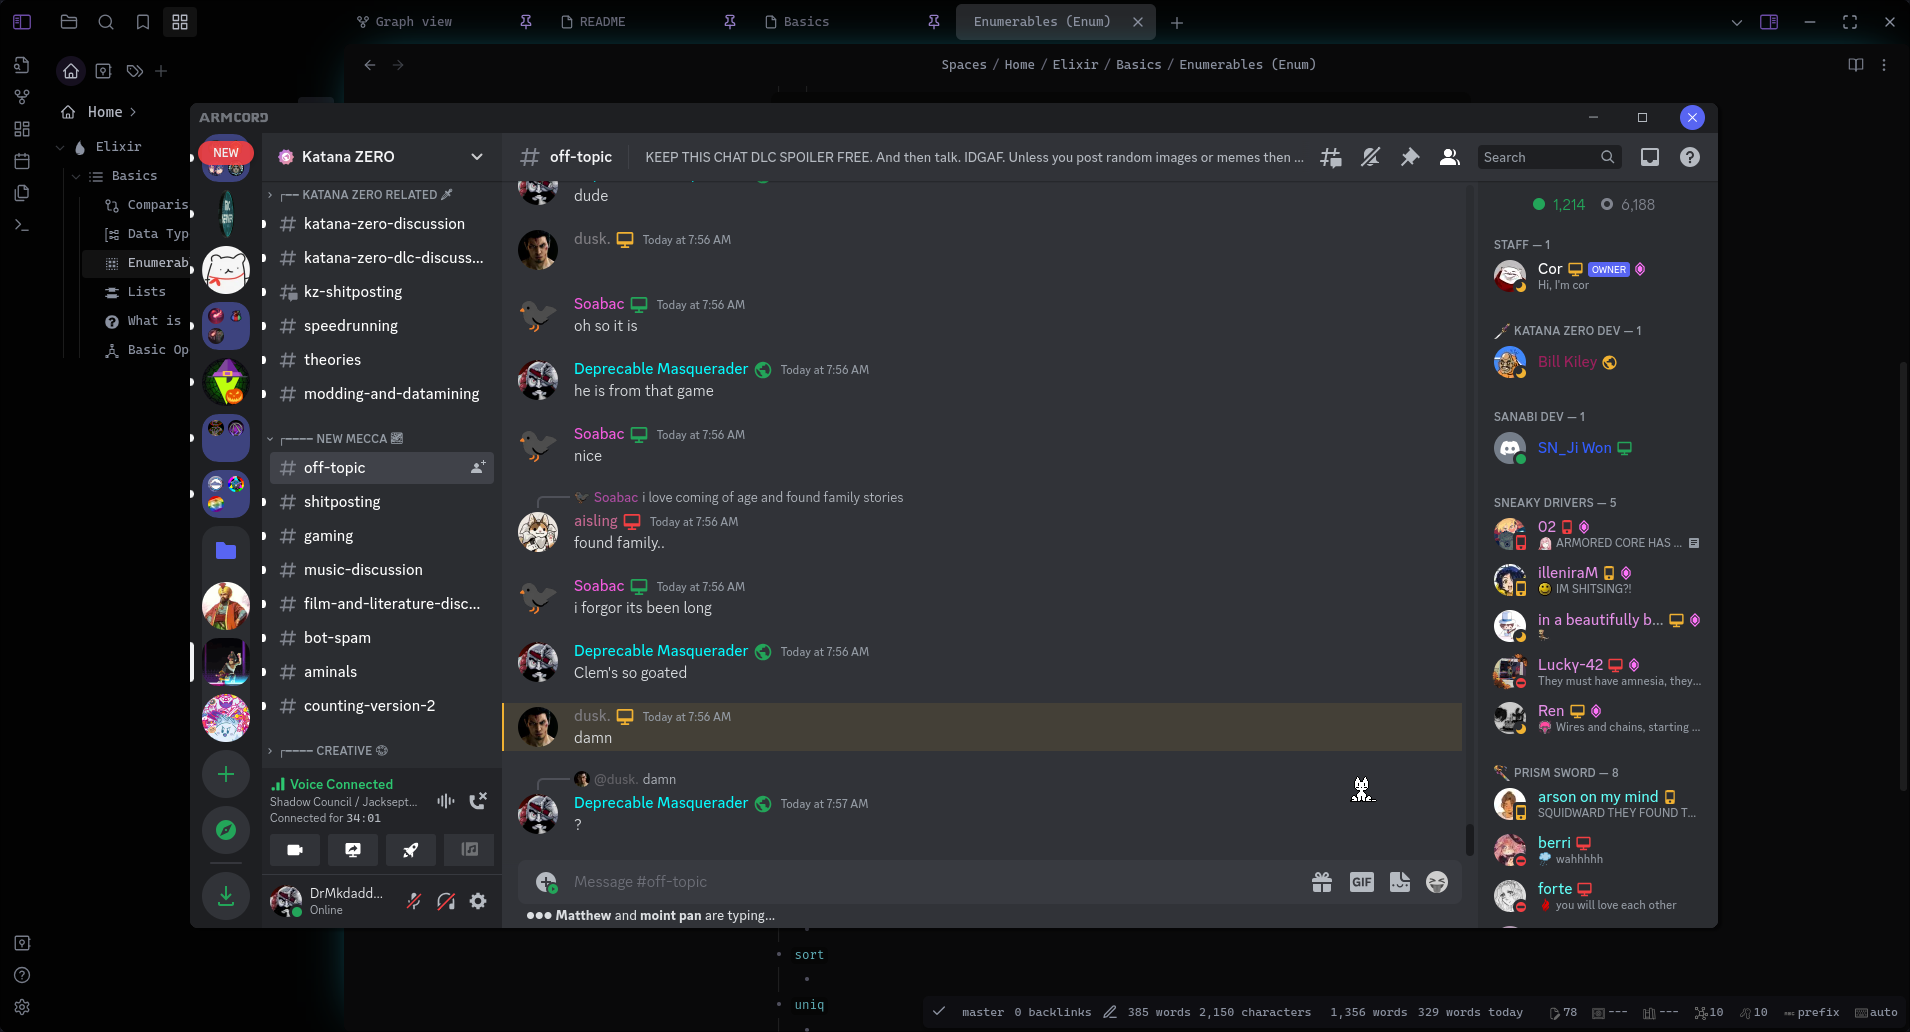 Graph view
README
Basics
Enumerables (Enum)
Spaces / Home / Elixir / Basics / Enumerables (Enum)
Home
Elixir
Basics
Comparis
Data Typ
Enumerab
Lists
What is
Basic Op
ARMCORD
NEW
Katana ZERO
KATANA ZERO RELATED
# katana-zero-discussion
# katana-zero-dlc-discuss...
kz-shitposting
# speedrunning
# theories
# modding-and-datamining
NEW MECCA
# off-topic
# shitposting
# gaming
# music-discussion
# film-and-literature-disc...
# bot-spam
# aminals
# counting-version-2
CREATIVE
Voice Connected
Shadow Council / Jacksept...
Connected for 34:01
DrMkdadd...
Online
# off-topic
KEEP THIS CHAT DLC SPOILER FREE. And then talk. IDGAF. Unless you post random images or memes then ...
Search
dude
dusk. Today at 7:56 AM
Soabac Today at 7:56 AM
oh so it is
Deprecable Masquerader Today at 7:56 AM
he is from that game
Soabac Today at 7:56 AM
nice
Soabac i love coming of age and found family stories
aisling Today at 7:56 AM
found family..
Soabac Today at 7:56 AM
i forgor its been long
Deprecable Masquerader Today at 7:56 AM
Clem's so goated
dusk. Today at 7:56 AM
damn
@dusk. damn
Deprecable Masquerader Today at 7:57 AM
?
Message #off-topic
GIF
Matthew and moint pan are typing...
1,214 6,188
STAFF — 1
Cor OWNER
Hi, I'm cor
KATANA ZERO DEV — 1
Bill Kiley
SANABI DEV — 1
SN_Ji Won
SNEAKY DRIVERS — 5
02
ARMORED CORE HAS ...
illeniraM
IM SHITSING?!
in a beautifully b...
Lucky-42
They must have amnesia, they...
Ren
Wires and chains, starting ...
PRISM SWORD — 8
arson on my mind
SQUIDWARD THEY FOUND T...
berri
wahhhhh
forte
you will love each other
sort
uniq
master 0 backlinks 385 words 2,150 characters 1,356 words 329 words today 78 --- --- 10 10 prefix auto